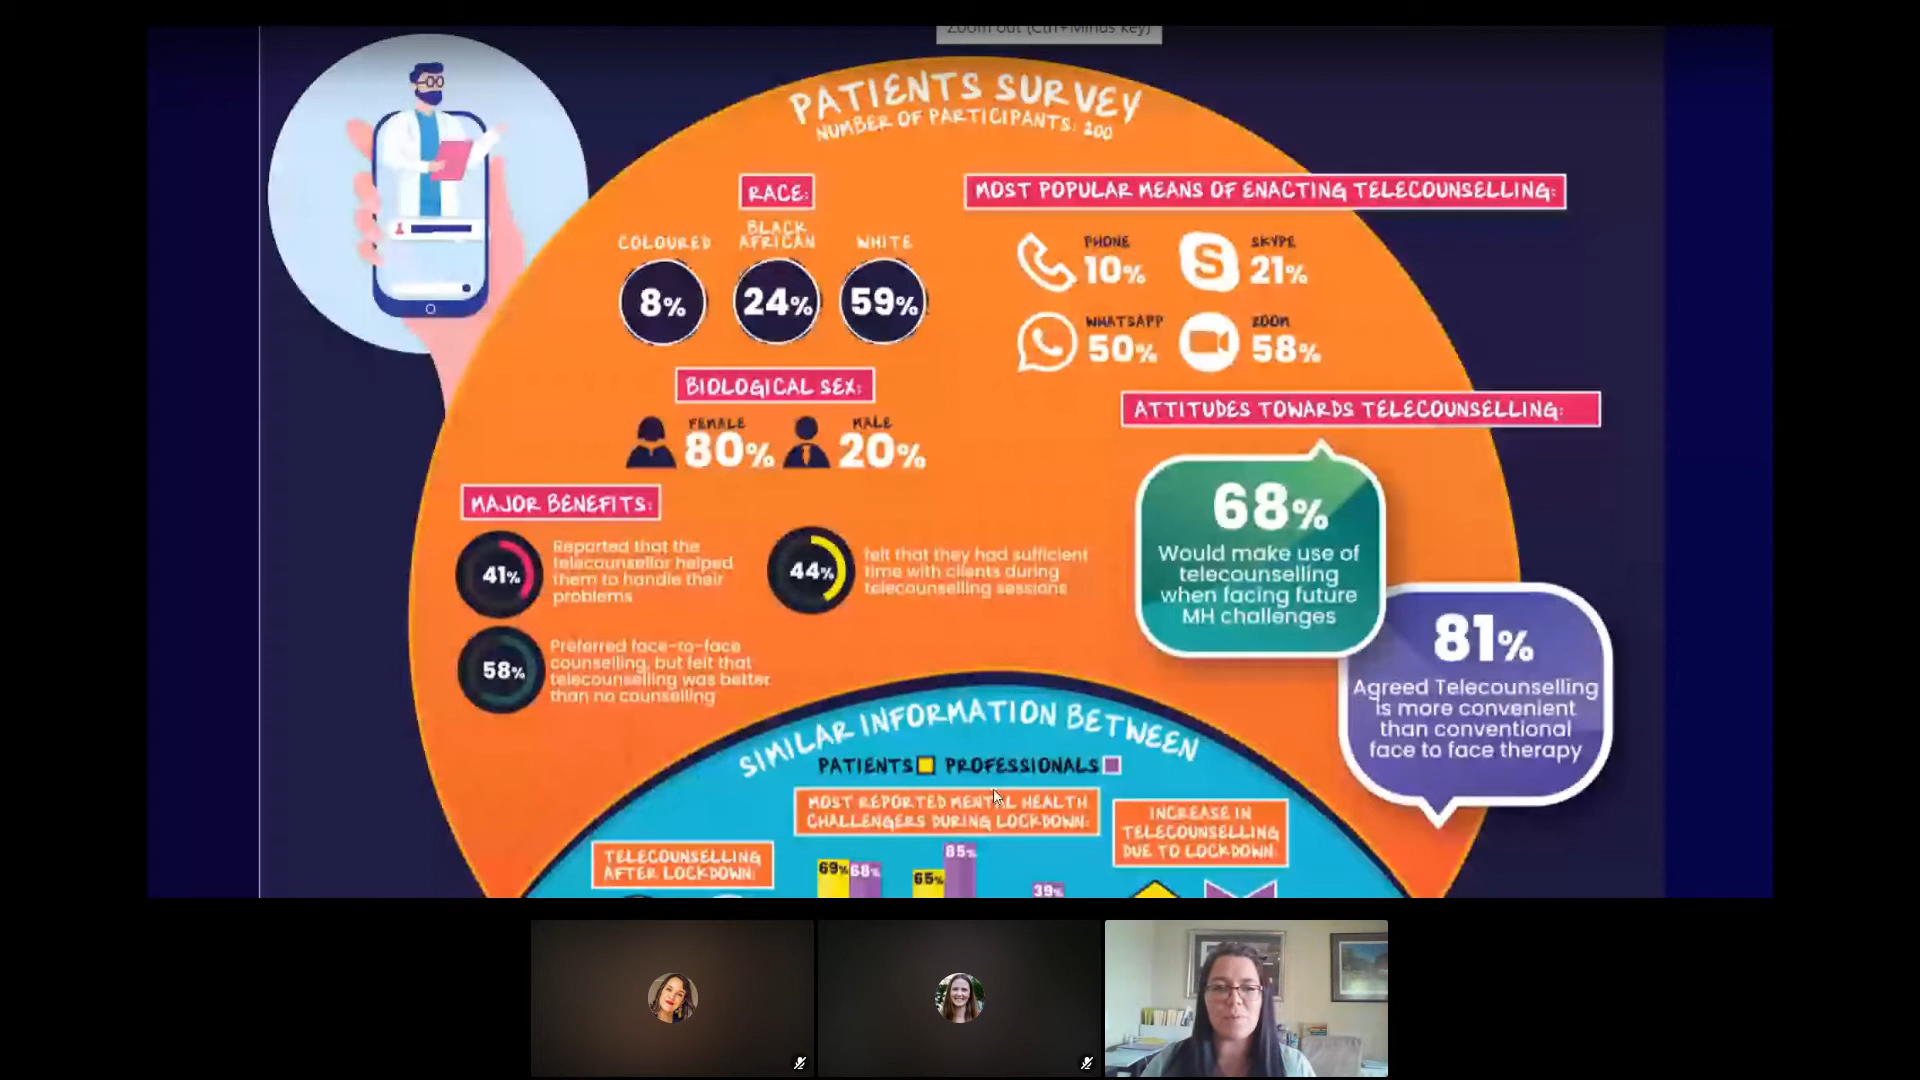 Zoom out (Ctrl+Minus key)
PATIENTS SURVEY
NUMBER OF PARTICIPANTS: 200
RACE:
COLOURED
BLACK
AFRICAN
WHITE
8%
24%
59%
BIOLOGICAL SEX:
FEMALE
80%
MALE
20%
MAJOR BENEFITS:
41%
Reported that the
telecounsellor helped
them to handle their
problems
44%
felt that they had sufficient
time with clients during
telecounselling sessions
58%
Preferred face-to-face
counselling, but felt that
telecounselling was better
than no counselling
MOST POPULAR MEANS OF ENACTING TELECOUNSELLING:
PHONE
10%
SKYPE
21%
WHATSAPP
50%
ZOOM
58%
ATTITUDES TOWARDS TELECOUNSELLING:
68%
Would make use of
telecounselling
when facing future
MH challenges
81%
Agreed Telecounselling
is more convenient
than conventional
face to face therapy
SIMILAR INFORMATION BETWEEN
PATIENTS PROFESSIONALS
TELECOUNSELLING
AFTER LOCKDOWN:
MOST REPORTED MENTAL HEALTH
CHALLENGERS DURING LOCKDOWN:
69% 68%
65% 85%
39%
INCREASE IN
TELECOUNSELLING
DUE TO LOCKDOWN: